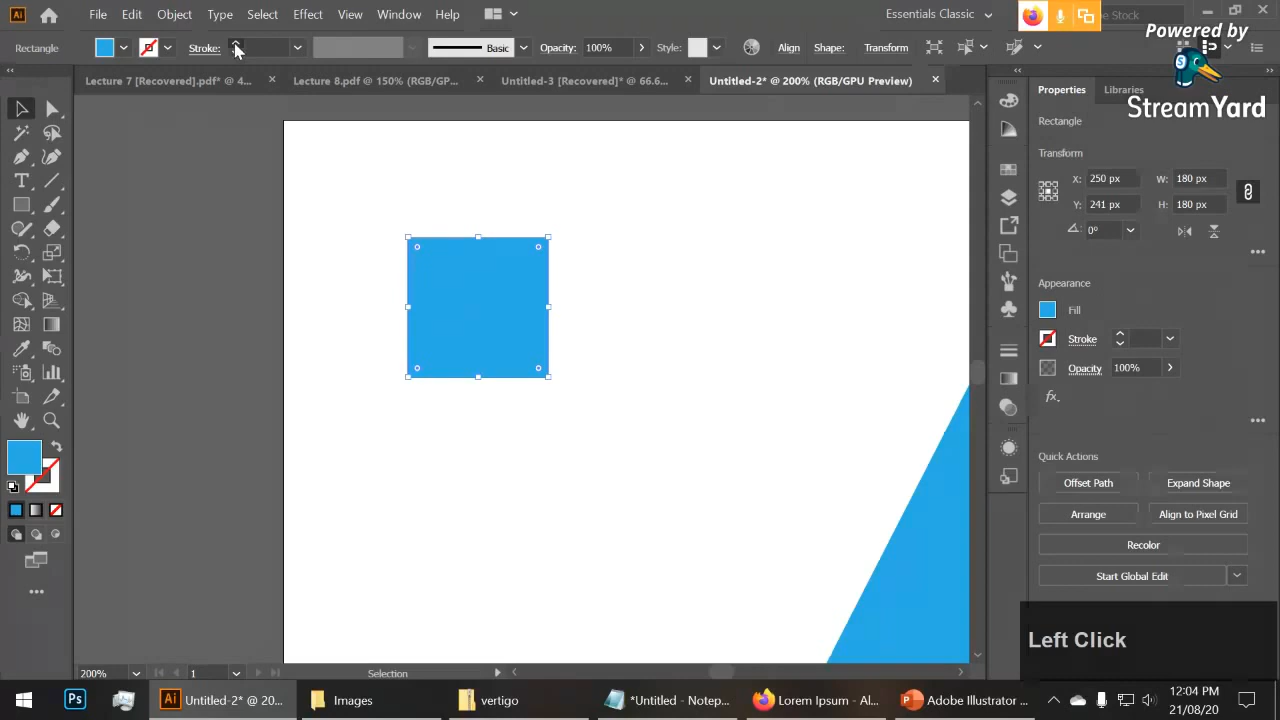 Ai File Edit Object Type Select Effect View Window Help Essentials Classic e Stock
Powered by
StreamYard
Rectangle Stroke: Basic Opacity: 100% Style: Align Shape: Transform
Lecture 7 [Recovered].pdf* @ 4... Lecture 8.pdf @ 150% (RGB/GP... Untitled-3 [Recovered]* @ 66.6... Untitled-2* @ 200% (RGB/GPU Preview)
Properties Libraries
Rectangle
Transform
X: 250 px W: 180 px
Y: 241 px H: 180 px
0°
Appearance
Fill
Stroke
Opacity 100%
fx.
Quick Actions
Offset Path Expand Shape
Arrange Align to Pixel Grid
Recolor
Start Global Edit
Left Click
200% 1 Selection
Ps Ai Untitled-2* @ 20... Images vertigo *Untitled - Notep... Lorem Ipsum - Al... Adobe Illustrator ...
12:04 PM
21/08/20